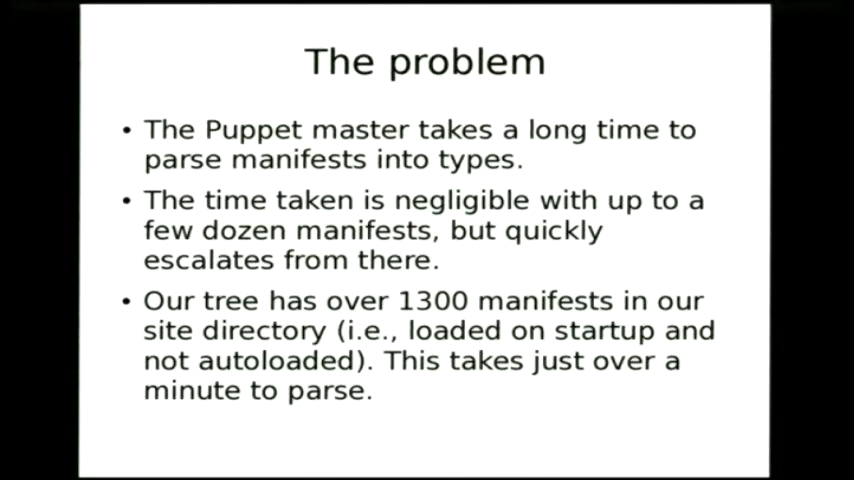 The problem
• The Puppet master takes a long time to
parse manifests into types.
• The time taken is negligible with up to a
few dozen manifests, but quickly
escalates from there.
• Our tree has over 1300 manifests in our
site directory (i.e., loaded on startup and
not autoloaded). This takes just over a
minute to parse.